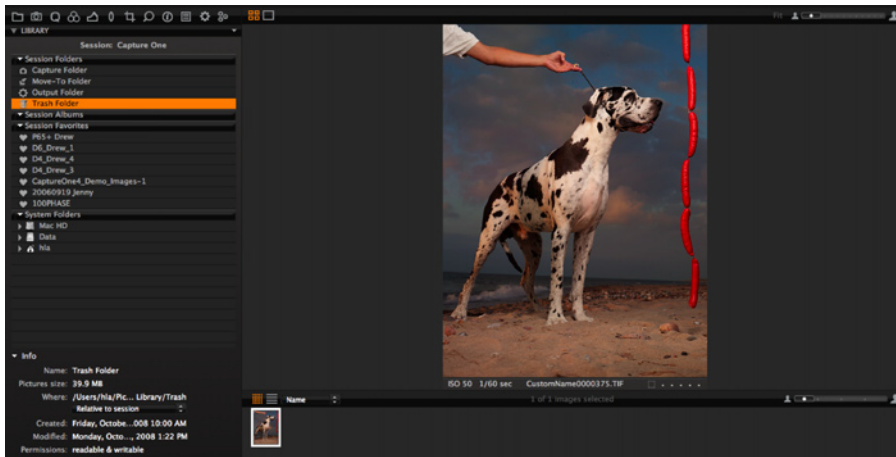 LIBRARY
Session: Capture One
Session Folders
Capture Folder
Move-To Folder
Output Folder
Trash Folder
Session Albums
Session Favorites
P65+ Drew
D6_Drew_1
D4_Drew_4
D4_Drew_3
CaptureOne4_Demo_Images-1
20060919 Jenny
100PHASE
System Folders
Mac HD
Data
hla
Info
Name: Trash Folder
Pictures size: 39.9 MB
Where: /Users/hla/Pic... Library/Trash
Relative to session
Created: Friday, Octobe...008 10:00 AM
Modified: Monday, Octo..., 2008 1:22 PM
Permissions: readable & writable
Fit
ISO 50 1/60 sec CustomName0000375.TIF
Name
1 of 1 images selected